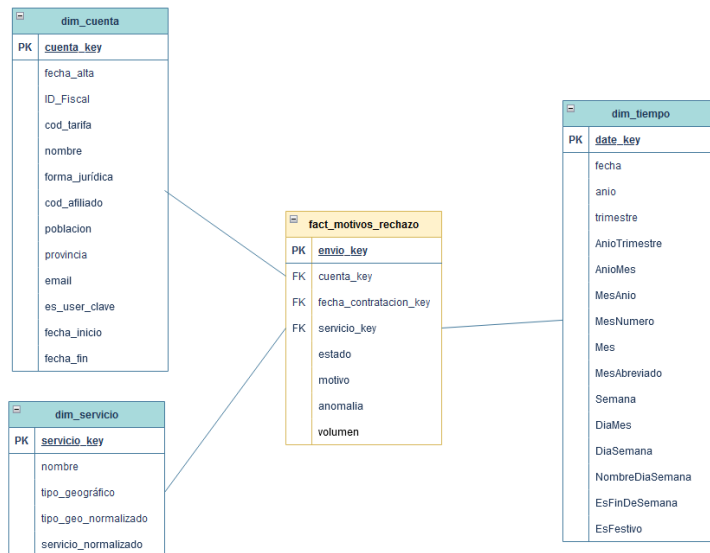 dim_cuenta
PK cuenta_key
fecha_alta
ID_Fiscal
cod_tarifa
nombre
forma_jurídica
cod_afiliado
poblacion
provincia
email
es_user_clave
fecha_inicio
fecha_fin
dim_servicio
PK servicio_key
nombre
tipo_geográfico
tipo_geo_normalizado
servicio_normalizado
fact_motivos_rechazo
PK envio_key
FK cuenta_key
FK fecha_contratacion_key
FK servicio_key
estado
motivo
anomalia
volumen
dim_tiempo
PK date_key
fecha
anio
trimestre
AnioTrimestre
AnioMes
MesAnio
MesNumero
Mes
MesAbreviado
Semana
DiaMes
DiaSemana
NombreDiaSemana
EsFinDeSemana
EsFestivo